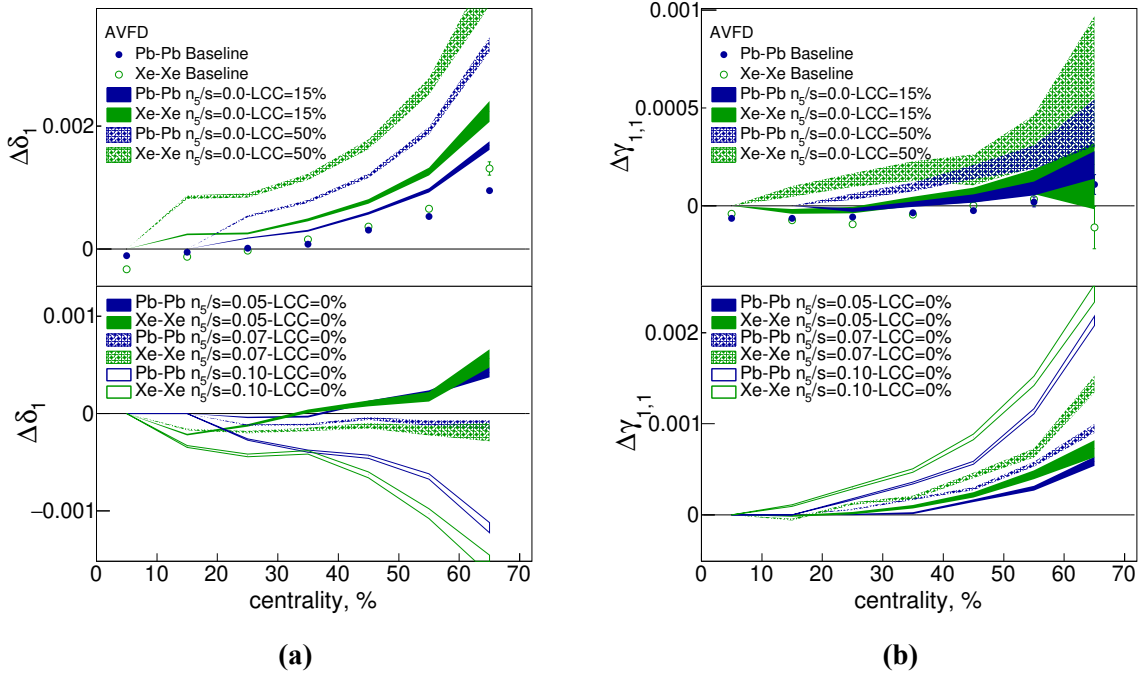 AVFD
Pb-Pb Baseline
Xe-Xe Baseline
Pb-Pb n₅/s=0.0-LCC=15%
Xe-Xe n₅/s=0.0-LCC=15%
Pb-Pb n₅/s=0.0-LCC=50%
Xe-Xe n₅/s=0.0-LCC=50%
Δδ₁
0.002
0
Pb-Pb n₅/s=0.05-LCC=0%
Xe-Xe n₅/s=0.05-LCC=0%
Pb-Pb n₅/s=0.07-LCC=0%
Xe-Xe n₅/s=0.07-LCC=0%
Pb-Pb n₅/s=0.10-LCC=0%
Xe-Xe n₅/s=0.10-LCC=0%
Δδ₁
0.001
0
−0.001
0 10 20 30 40 50 60 70
centrality, %
(a)
AVFD
Pb-Pb Baseline
Xe-Xe Baseline
Pb-Pb n₅/s=0.0-LCC=15%
Xe-Xe n₅/s=0.0-LCC=15%
Pb-Pb n₅/s=0.0-LCC=50%
Xe-Xe n₅/s=0.0-LCC=50%
Δγ₁,₁
0.001
0.0005
0
Pb-Pb n₅/s=0.05-LCC=0%
Xe-Xe n₅/s=0.05-LCC=0%
Pb-Pb n₅/s=0.07-LCC=0%
Xe-Xe n₅/s=0.07-LCC=0%
Pb-Pb n₅/s=0.10-LCC=0%
Xe-Xe n₅/s=0.10-LCC=0%
Δγ₁,₁
0.002
0.001
0
0 10 20 30 40 50 60 70
centrality, %
(b)